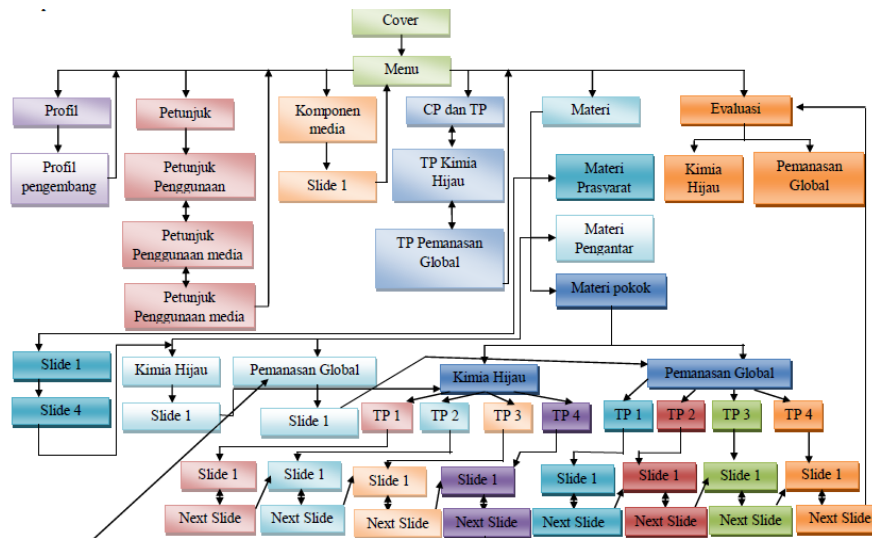 Cover
Menu
Profil
Petunjuk
Komponen
media
CP dan TP
Materi
Evaluasi
Profil
pengembang
Petunjuk
Penggunaan
Slide 1
TP Kimia
Hijau
Materi
Prasyarat
Kimia
Hijau
Pemanasan
Global
Petunjuk
Penggunaan media
TP Pemanasan
Global
Materi
Pengantar
Petunjuk
Penggunaan media
Materi pokok
Slide 1
Kimia Hijau
Pemanasan Global
Kimia Hijau
Pemanasan Global
Slide 4
Slide 1
Slide 1
TP 1
TP 2
TP 3
TP 4
TP 1
TP 2
TP 3
TP 4
Slide 1
Slide 1
Slide 1
Slide 1
Slide 1
Slide 1
Slide 1
Slide 1
Next Slide
Next Slide
Next Slide
Next Slide
Next Slide
Next Slide
Next Slide
Next Slide